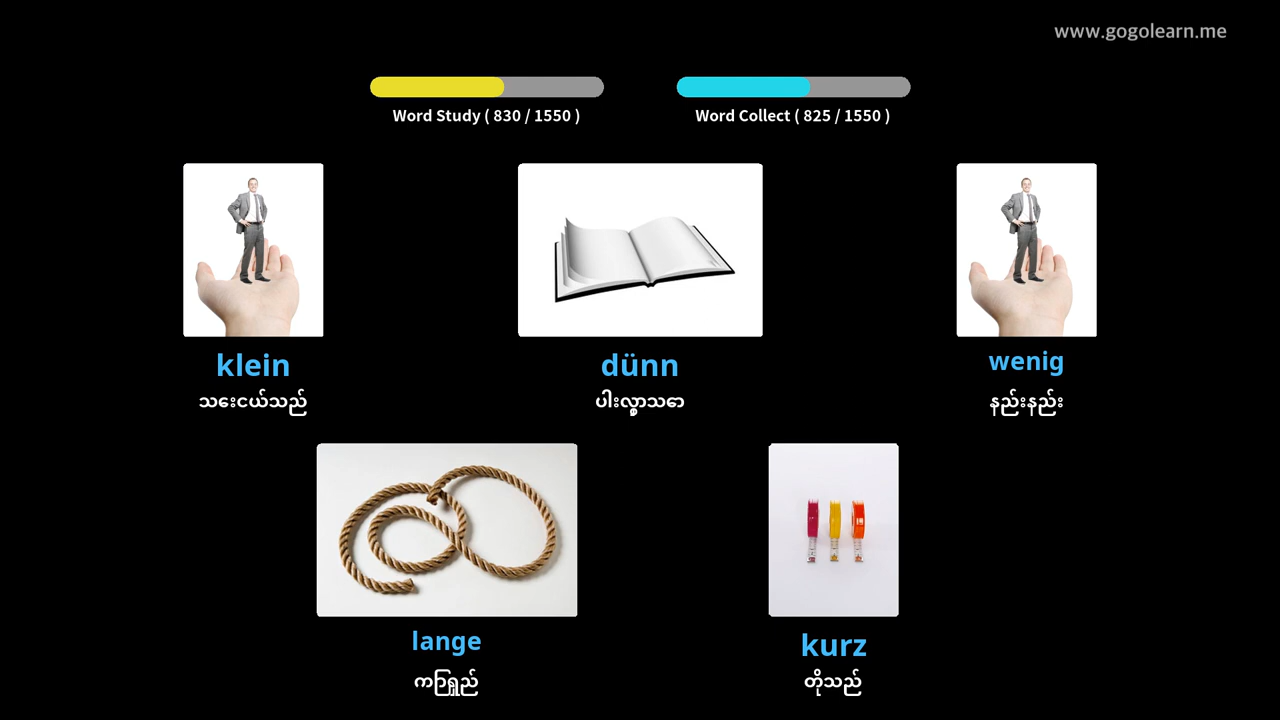 www.gogolearn.me
Word Study ( 830 / 1550 )
Word Collect ( 825 / 1550 )
klein
သေးငယ်သည်
dünn
ပါးလွှာသော
wenig
နည်းနည်း
lange
ကြာရှည်
kurz
တိုသည်